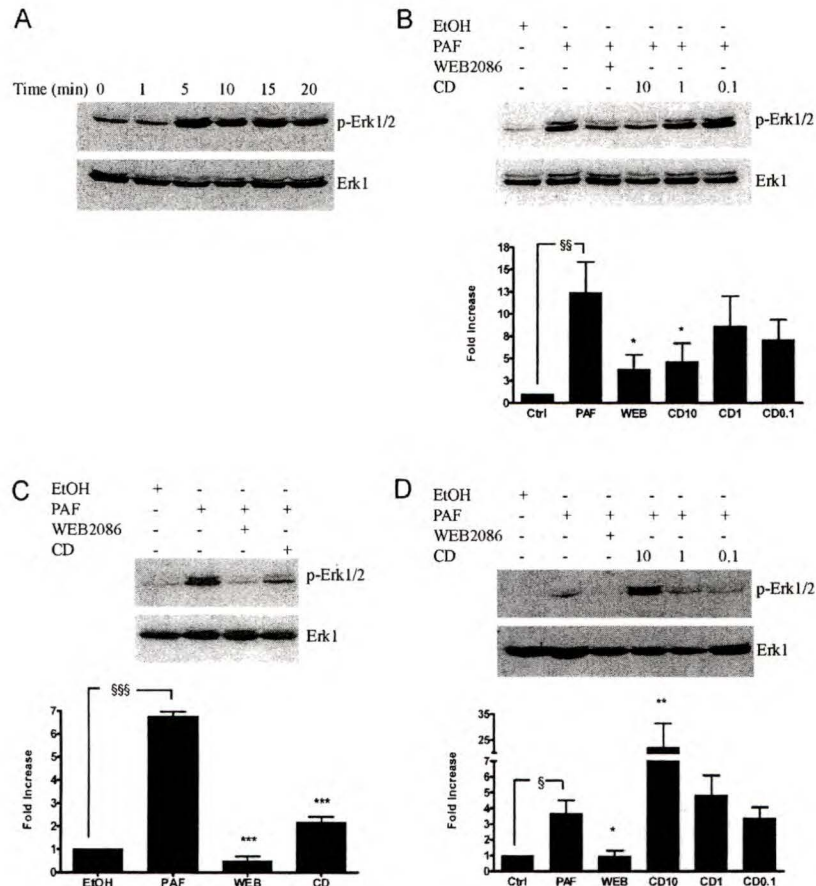 A
Time (min) 0 1 5 10 15 20
p-Erk1/2
Erk1
B
EtOH + - - - - -
PAF - + + + + +
WEB2086 - - + - - -
CD - - - 10 1 0.1
p-Erk1/2
Erk1
18
15
13
10
8
5
3
0
Fold Increase
§§
* *
Ctrl PAF WEB CD10 CD1 CD0.1
C
EtOH + - - -
PAF - + + +
WEB2086 - - + -
CD - - - +
p-Erk1/2
Erk1
7
6
5
4
3
2
1
0
Fold Increase
§§§
*** ***
EtOH PAF WEB CD
D
EtOH + - - - - -
PAF - + + + + +
WEB2086 - - + - - -
CD - - - 10 1 0.1
p-Erk1/2
Erk1
35
25
15
7
6
5
4
3
2
1
0
Fold Increase
§
* **
Ctrl PAF WEB CD10 CD1 CD0.1